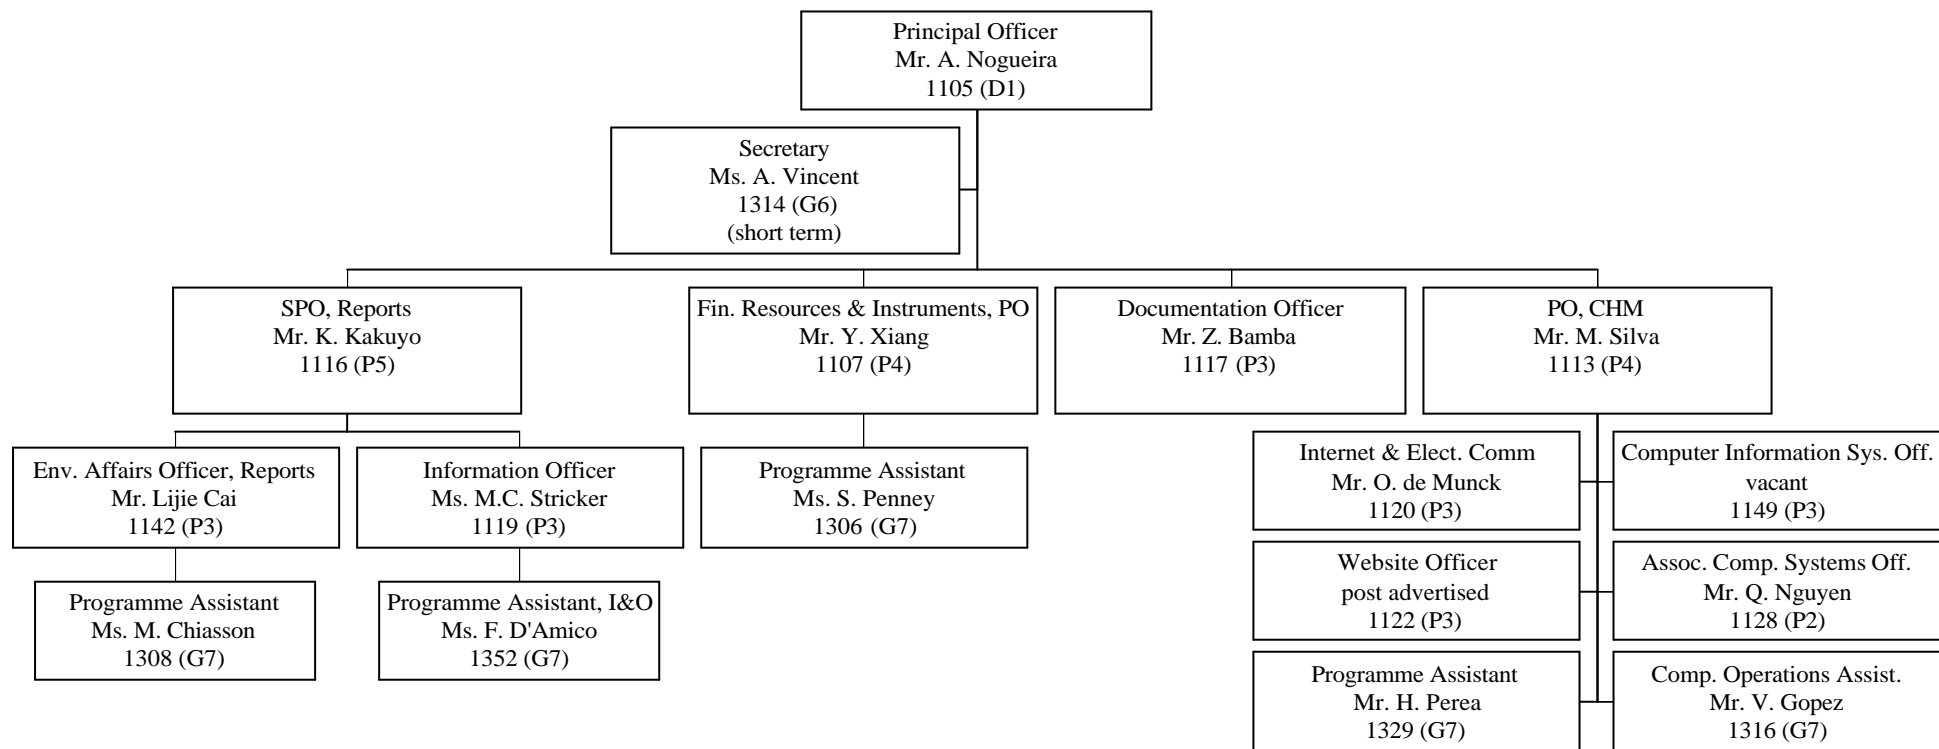 Principal Officer
Mr. A. Nogueira
1105 (D1)
Secretary
Ms. A. Vincent
1314 (G6)
(short term)
SPO, Reports
Mr. K. Kakuyo
1116 (P5)
Fin. Resources & Instruments, PO
Mr. Y. Xiang
1107 (P4)
Documentation Officer
Mr. Z. Bamba
1117 (P3)
PO, CHM
Mr. M. Silva
1113 (P4)
Env. Affairs Officer, Reports
Mr. Lijie Cai
1142 (P3)
Information Officer
Ms. M.C. Stricker
1119 (P3)
Programme Assistant
Ms. S. Penney
1306 (G7)
Internet & Elect. Comm
Mr. O. de Munck
1120 (P3)
Computer Information Sys. Off.
vacant
1149 (P3)
Programme Assistant
Ms. M. Chiasson
1308 (G7)
Programme Assistant, I&O
Ms. F. D'Amico
1352 (G7)
Website Officer
post advertised
1122 (P3)
Assoc. Comp. Systems Off.
Mr. Q. Nguyen
1128 (P2)
Programme Assistant
Mr. H. Perea
1329 (G7)
Comp. Operations Assist.
Mr. V. Gopez
1316 (G7)